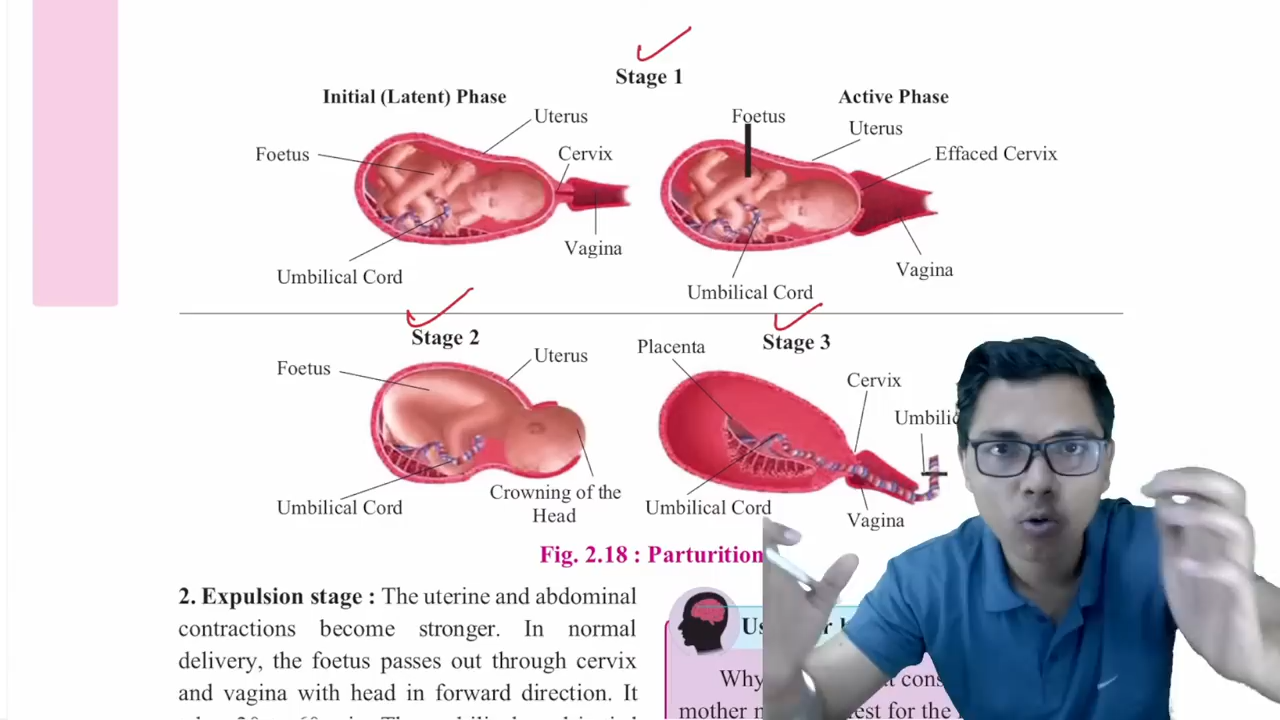 Stage 1
Initial (Latent) Phase
Active Phase
Uterus
Foetus
Cervix
Vagina
Umbilical Cord
Foetus
Uterus
Effaced Cervix
Vagina
Umbilical Cord
Stage 2
Foetus
Uterus
Umbilical Cord
Crowning of the
Head
Stage 3
Placenta
Cervix
Umbilical Cord
Vagina
Fig. 2.18 : Parturition
2. Expulsion stage : The uterine and abdominal
contractions become stronger. In normal
delivery, the foetus passes out through cervix
and vagina with head in forward direction. It
Why
mother
for the